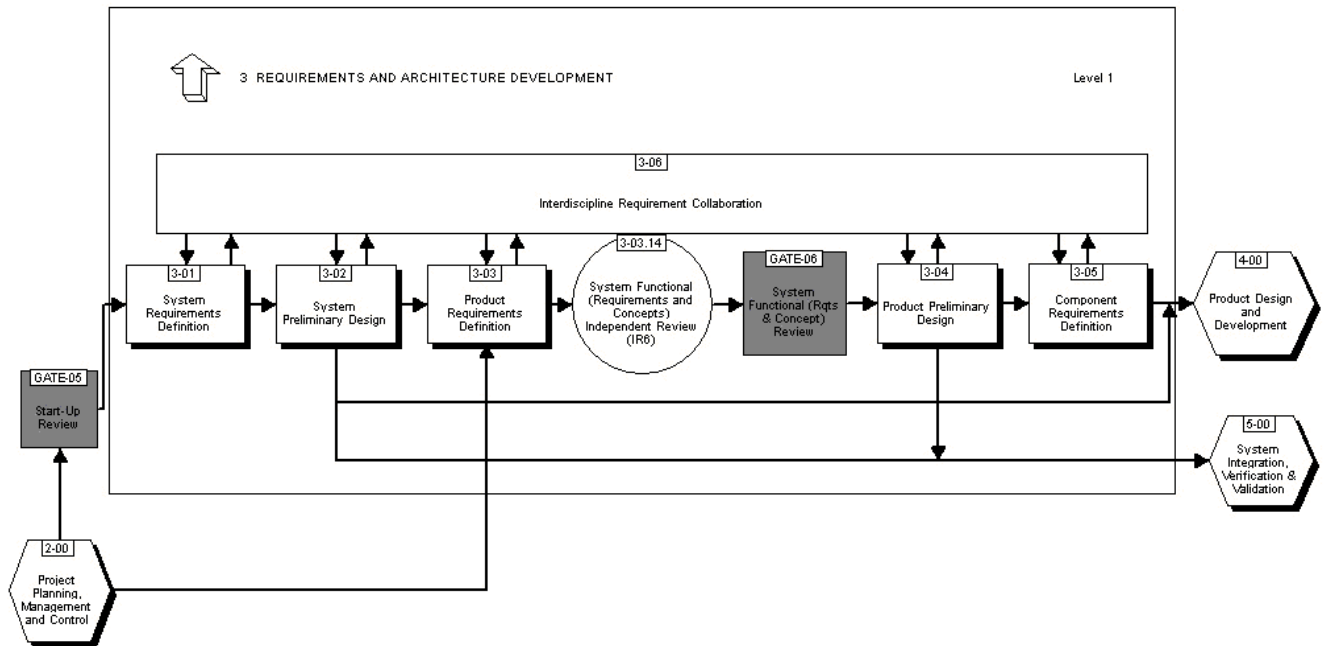 3 REQUIREMENTS AND ARCHITECTURE DEVELOPMENT
Level 1
3-06
Interdiscipline Requirement Collaboration
3-01
System
Requirements
Definition
3-02
System
Preliminary Design
3-03
Product
Requirements
Definition
3-03.14
System Functional
(Requirements and
Concepts)
Independent Review
(IR6)
GATE-06
System
Functional (Rqts
& Concept)
Review
3-04
Product Preliminary
Design
3-05
Component
Requirements
Definition
4-00
Product Design
and
Development
GATE-05
Start-Up
Review
5-00
System
Integration,
Verification &
Validation
2-00
Project
Planning,
Management
and Control